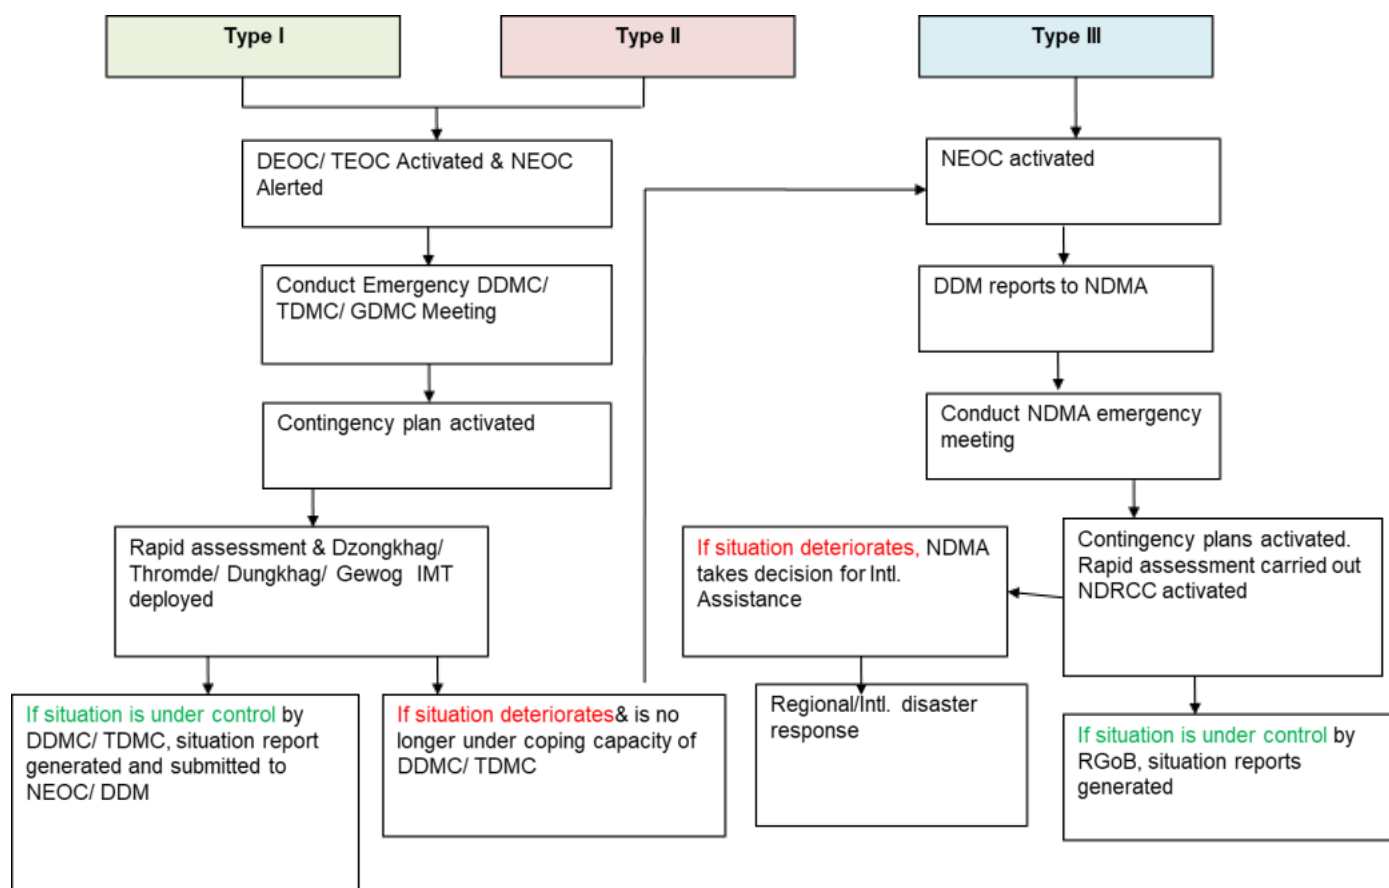 Type I
Type II
Type III
DEOC/ TEOC Activated & NEOC
Alerted
NEOC activated
Conduct Emergency DDMC/
TDMC/ GDMC Meeting
DDM reports to NDMA
Contingency plan activated
Conduct NDMA emergency
meeting
Rapid assessment & Dzongkhag/
Thromde/ Dungkhag/ Gewog IMT
deployed
If situation deteriorates, NDMA
takes decision for Intl.
Assistance
Contingency plans activated.
Rapid assessment carried out
NDRCC activated
If situation is under control by
DDMC/ TDMC, situation report
generated and submitted to
NEOC/ DDM
If situation deteriorates& is no
longer under coping capacity of
DDMC/ TDMC
Regional/Intl. disaster
response
If situation is under control by
RGoB, situation reports
generated